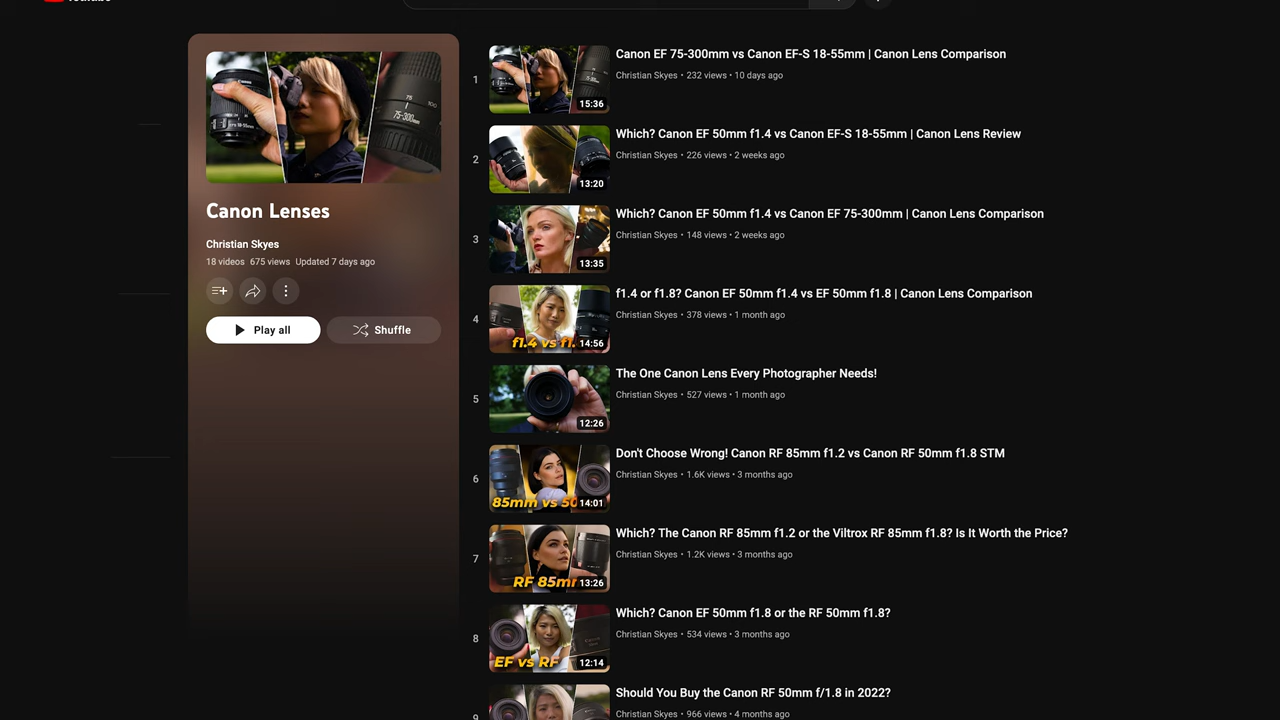 Canon Lenses
Christian Skyes
18 videos 675 views Updated 7 days ago
Play all
Shuffle
1
15:36
Canon EF 75-300mm vs Canon EF-S 18-55mm | Canon Lens Comparison
Christian Skyes • 232 views • 10 days ago
2
13:20
Which? Canon EF 50mm f1.4 vs Canon EF-S 18-55mm | Canon Lens Review
Christian Skyes • 226 views • 2 weeks ago
3
13:35
Which? Canon EF 50mm f1.4 vs Canon EF 75-300mm | Canon Lens Comparison
Christian Skyes • 148 views • 2 weeks ago
4
f1.4 vs f1.
14:56
f1.4 or f1.8? Canon EF 50mm f1.4 vs EF 50mm f1.8 | Canon Lens Comparison
Christian Skyes • 378 views • 1 month ago
5
12:26
The One Canon Lens Every Photographer Needs!
Christian Skyes • 527 views • 1 month ago
6
85mm vs 50
14:01
Don't Choose Wrong! Canon RF 85mm f1.2 vs Canon RF 50mm f1.8 STM
Christian Skyes • 1.6K views • 3 months ago
7
RF 85mm
13:26
Which? The Canon RF 85mm f1.2 or the Viltrox RF 85mm f1.8? Is It Worth the Price?
Christian Skyes • 1.2K views • 3 months ago
8
EF vs RF
12:14
Which? Canon EF 50mm f1.8 or the RF 50mm f1.8?
Christian Skyes • 534 views • 3 months ago
9
Should You Buy the Canon RF 50mm f/1.8 in 2022?
Christian Skyes • 966 views • 4 months ago